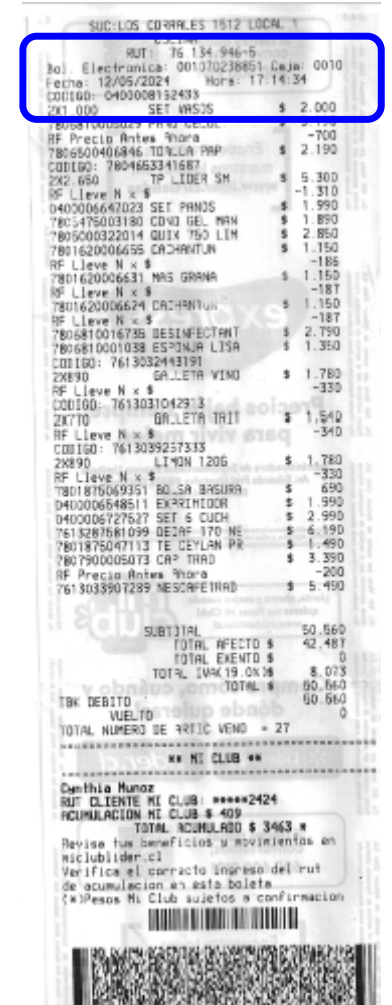 SUC:LOS CORRALES 1512 LOCAL 1
RUT: 76.134.946-5
Bol. Electronica: 001070238851 Caja: 0010
Fecha: 12/05/2024 Hora: 17:14:34
CODIGO: 0400008152433
2X1.000 SET VASOS $ 2.000
RF Precio Antes Ahora -700
7806500406846 TOALLA PAP $ 2.190
CODIGO: 7804653341687
2X2.650 TP LIDER SM $ 5.300
RF Lleve N x $ -1.310
0400006647023 SET PANOS $ 1.990
7805475003180 COVO GEL MAN $ 1.890
7805000322014 QUIX 750 LIM $ 2.850
7801620006655 CACHANTUN $ 1.150
RF Lleve N x $ -186
7801620006631 MAS GRANA $ 1.150
RF Lleve N x $ -187
7801620006624 CACHANTUN $ 1.150
RF Lleve N x $ -187
7806810016735 DESINFECTANT $ 2.790
7806810001038 ESPONJA LISA $ 1.350
CODIGO: 7613032443191
2X890 GALLETA VINO $ 1.780
RF Lleve N x $ -330
CODIGO: 7613031042913
2X770 GALLETA TRIT $ 1.540
RF Lleve N x $ -340
CODIGO: 7613039257333
2X890 LIMON 120G $ 1.780
RF Lleve N x $ -330
7801875069351 BOLSA BASURA $ 690
0400006548511 EXPRIMIDOR $ 1.990
0400006727527 SET 6 CUCH $ 2.990
7613287581099 DECAF 170 NE $ 6.190
7801875047113 TE CEYLAN PR $ 1.490
7807900005073 CAP TRAD $ 3.390
RF Precio Antes Ahora -200
7613033907289 NESCAFETRAD $ 5.490
SUBTOTAL 50.560
TOTAL AFECTO $ 42.487
TOTAL EXENTO $ 0
TOTAL IVA(19.0%)$ 8.073
TOTAL $ 50.560
TBK DEBITO 50.560
VUELTO 0
TOTAL NUMERO DE ARTIC VEND = 27
** MI CLUB **
Cynthia Munoz
RUT CLIENTE MI CLUB: *****2424
ACUMULACION MI CLUB $ 409
TOTAL ACUMULADO $ 3463 *
Revisa tus beneficios y movimientos en
miclublider.cl
Verifica el correcto ingreso del rut
de acumulacion en esta boleta
(*)Pesos Mi Club sujetos a confirmacion